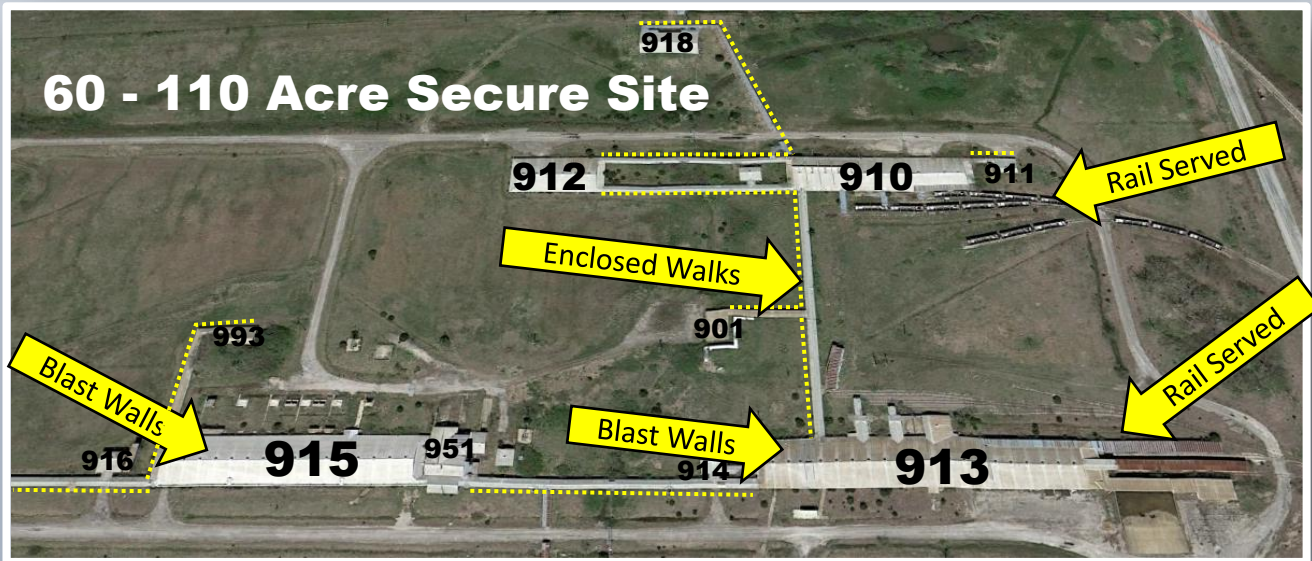 918
60 - 110 Acre Secure Site
912
910
911
Rail Served
Enclosed Walks
901
993
Rail Served
Blast Walls
Blast Walls
916
915
951
914
913